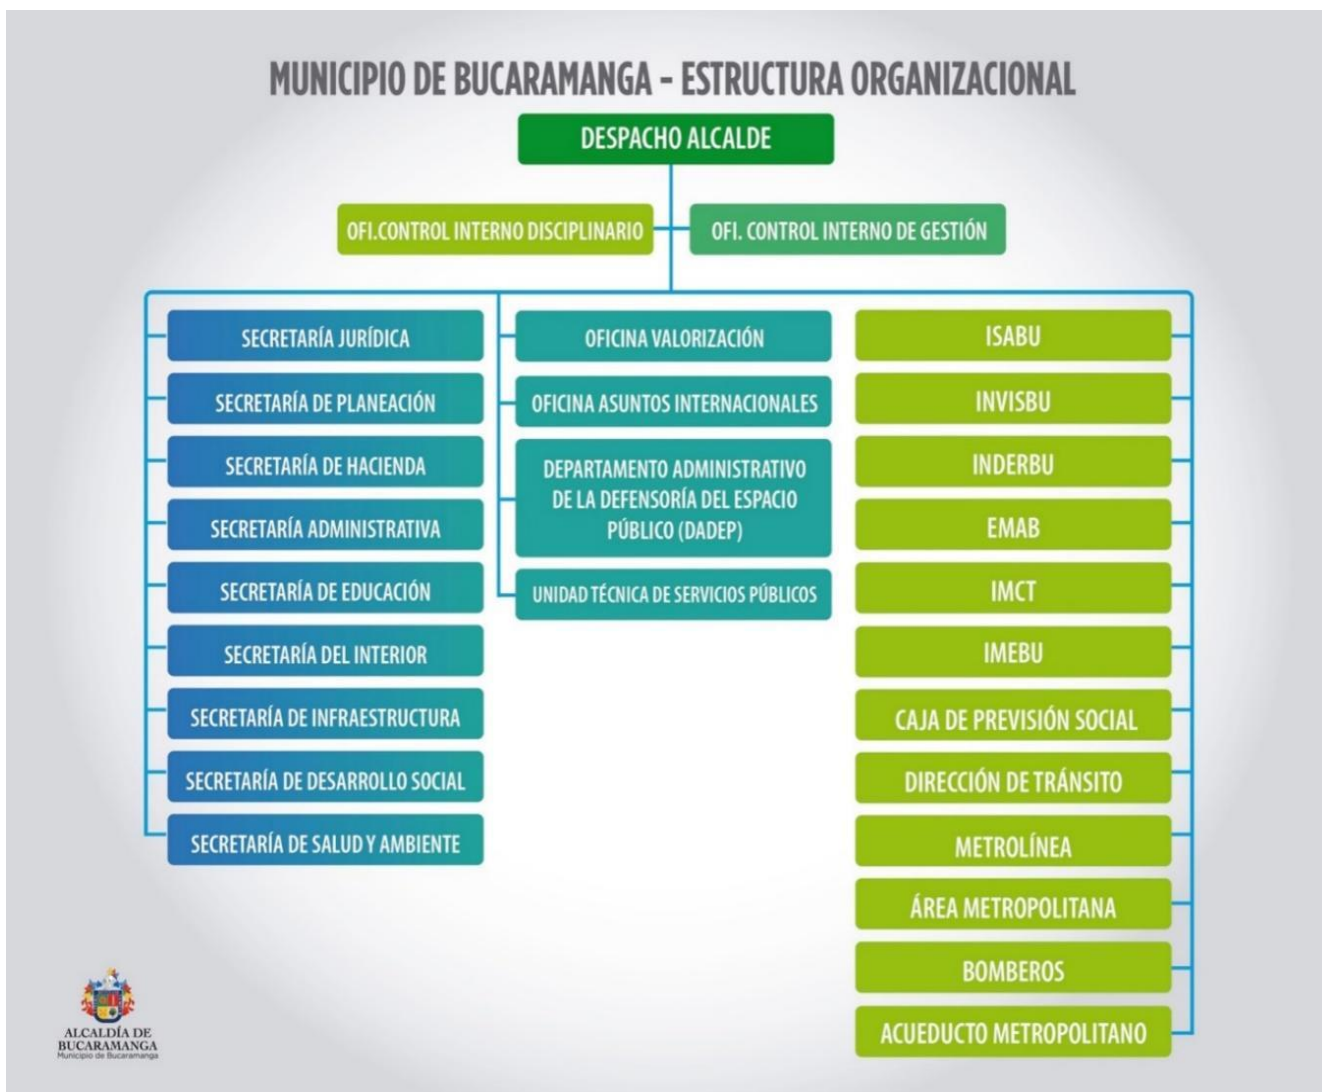 MUNICIPIO DE BUCARAMANGA - ESTRUCTURA ORGANIZACIONAL
DESPACHO ALCALDE
OFI.CONTROL INTERNO DISCIPLINARIO
OFI. CONTROL INTERNO DE GESTIÓN
SECRETARÍA JURÍDICA
SECRETARÍA DE PLANEACIÓN
SECRETARÍA DE HACIENDA
SECRETARÍA ADMINISTRATIVA
SECRETARÍA DE EDUCACIÓN
SECRETARÍA DEL INTERIOR
SECRETARÍA DE INFRAESTRUCTURA
SECRETARÍA DE DESARROLLO SOCIAL
SECRETARÍA DE SALUD Y AMBIENTE
OFICINA VALORIZACIÓN
OFICINA ASUNTOS INTERNACIONALES
DEPARTAMENTO ADMINISTRATIVO
DE LA DEFENSORÍA DEL ESPACIO
PÚBLICO (DADEP)
UNIDAD TÉCNICA DE SERVICIOS PÚBLICOS
ISABU
INVISBU
INDERBU
EMAB
IMCT
IMEBU
CAJA DE PREVISIÓN SOCIAL
DIRECCIÓN DE TRÁNSITO
METROLÍNEA
ÁREA METROPOLITANA
BOMBEROS
ACUEDUCTO METROPOLITANO
ALCALDÍA DE
BUCARAMANGA
Municipio de Bucaramanga